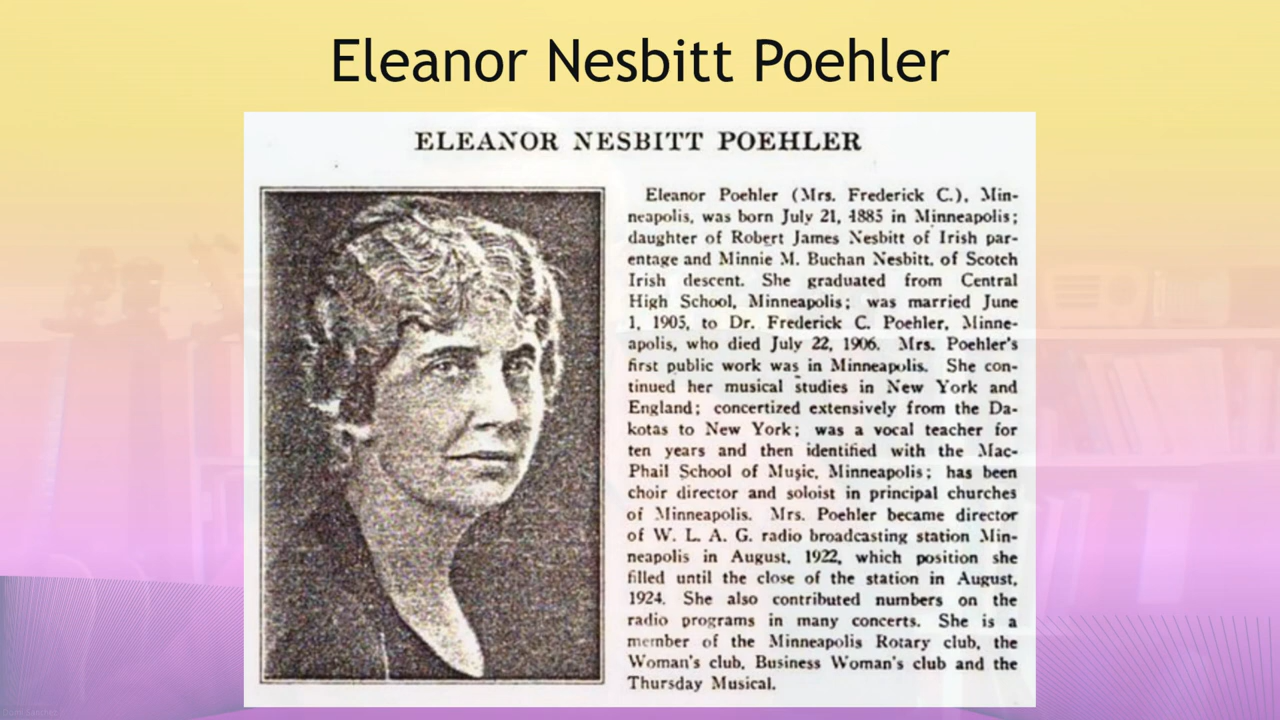 Eleanor Nesbitt Poehler
ELEANOR NESBITT POEHLER
Eleanor Poehler (Mrs. Frederick C.), Min-
neapolis, was born July 21, 1885 in Minneapolis;
daughter of Robert James Nesbitt of Irish par-
entage and Minnie M. Buchan Nesbitt, of Scotch
Irish descent. She graduated from Central
High School, Minneapolis; was married June
1, 1905, to Dr. Frederick C. Poehler, Minne-
apolis, who died July 22, 1906. Mrs. Poehler's
first public work was in Minneapolis. She con-
tinued her musical studies in New York and
England; concertized extensively from the Da-
kotas to New York; was a vocal teacher for
ten years and then identified with the Mac-
Phail School of Music, Minneapolis; has been
choir director and soloist in principal churches
of Minneapolis. Mrs. Poehler became director
of W. L. A. G. radio broadcasting station Min-
neapolis in August, 1922, which position she
filled until the close of the station in August,
1924. She also contributed numbers on the
radio programs in many concerts. She is a
member of the Minneapolis Rotary club, the
Woman's club, Business Woman's club and the
Thursday Musical.